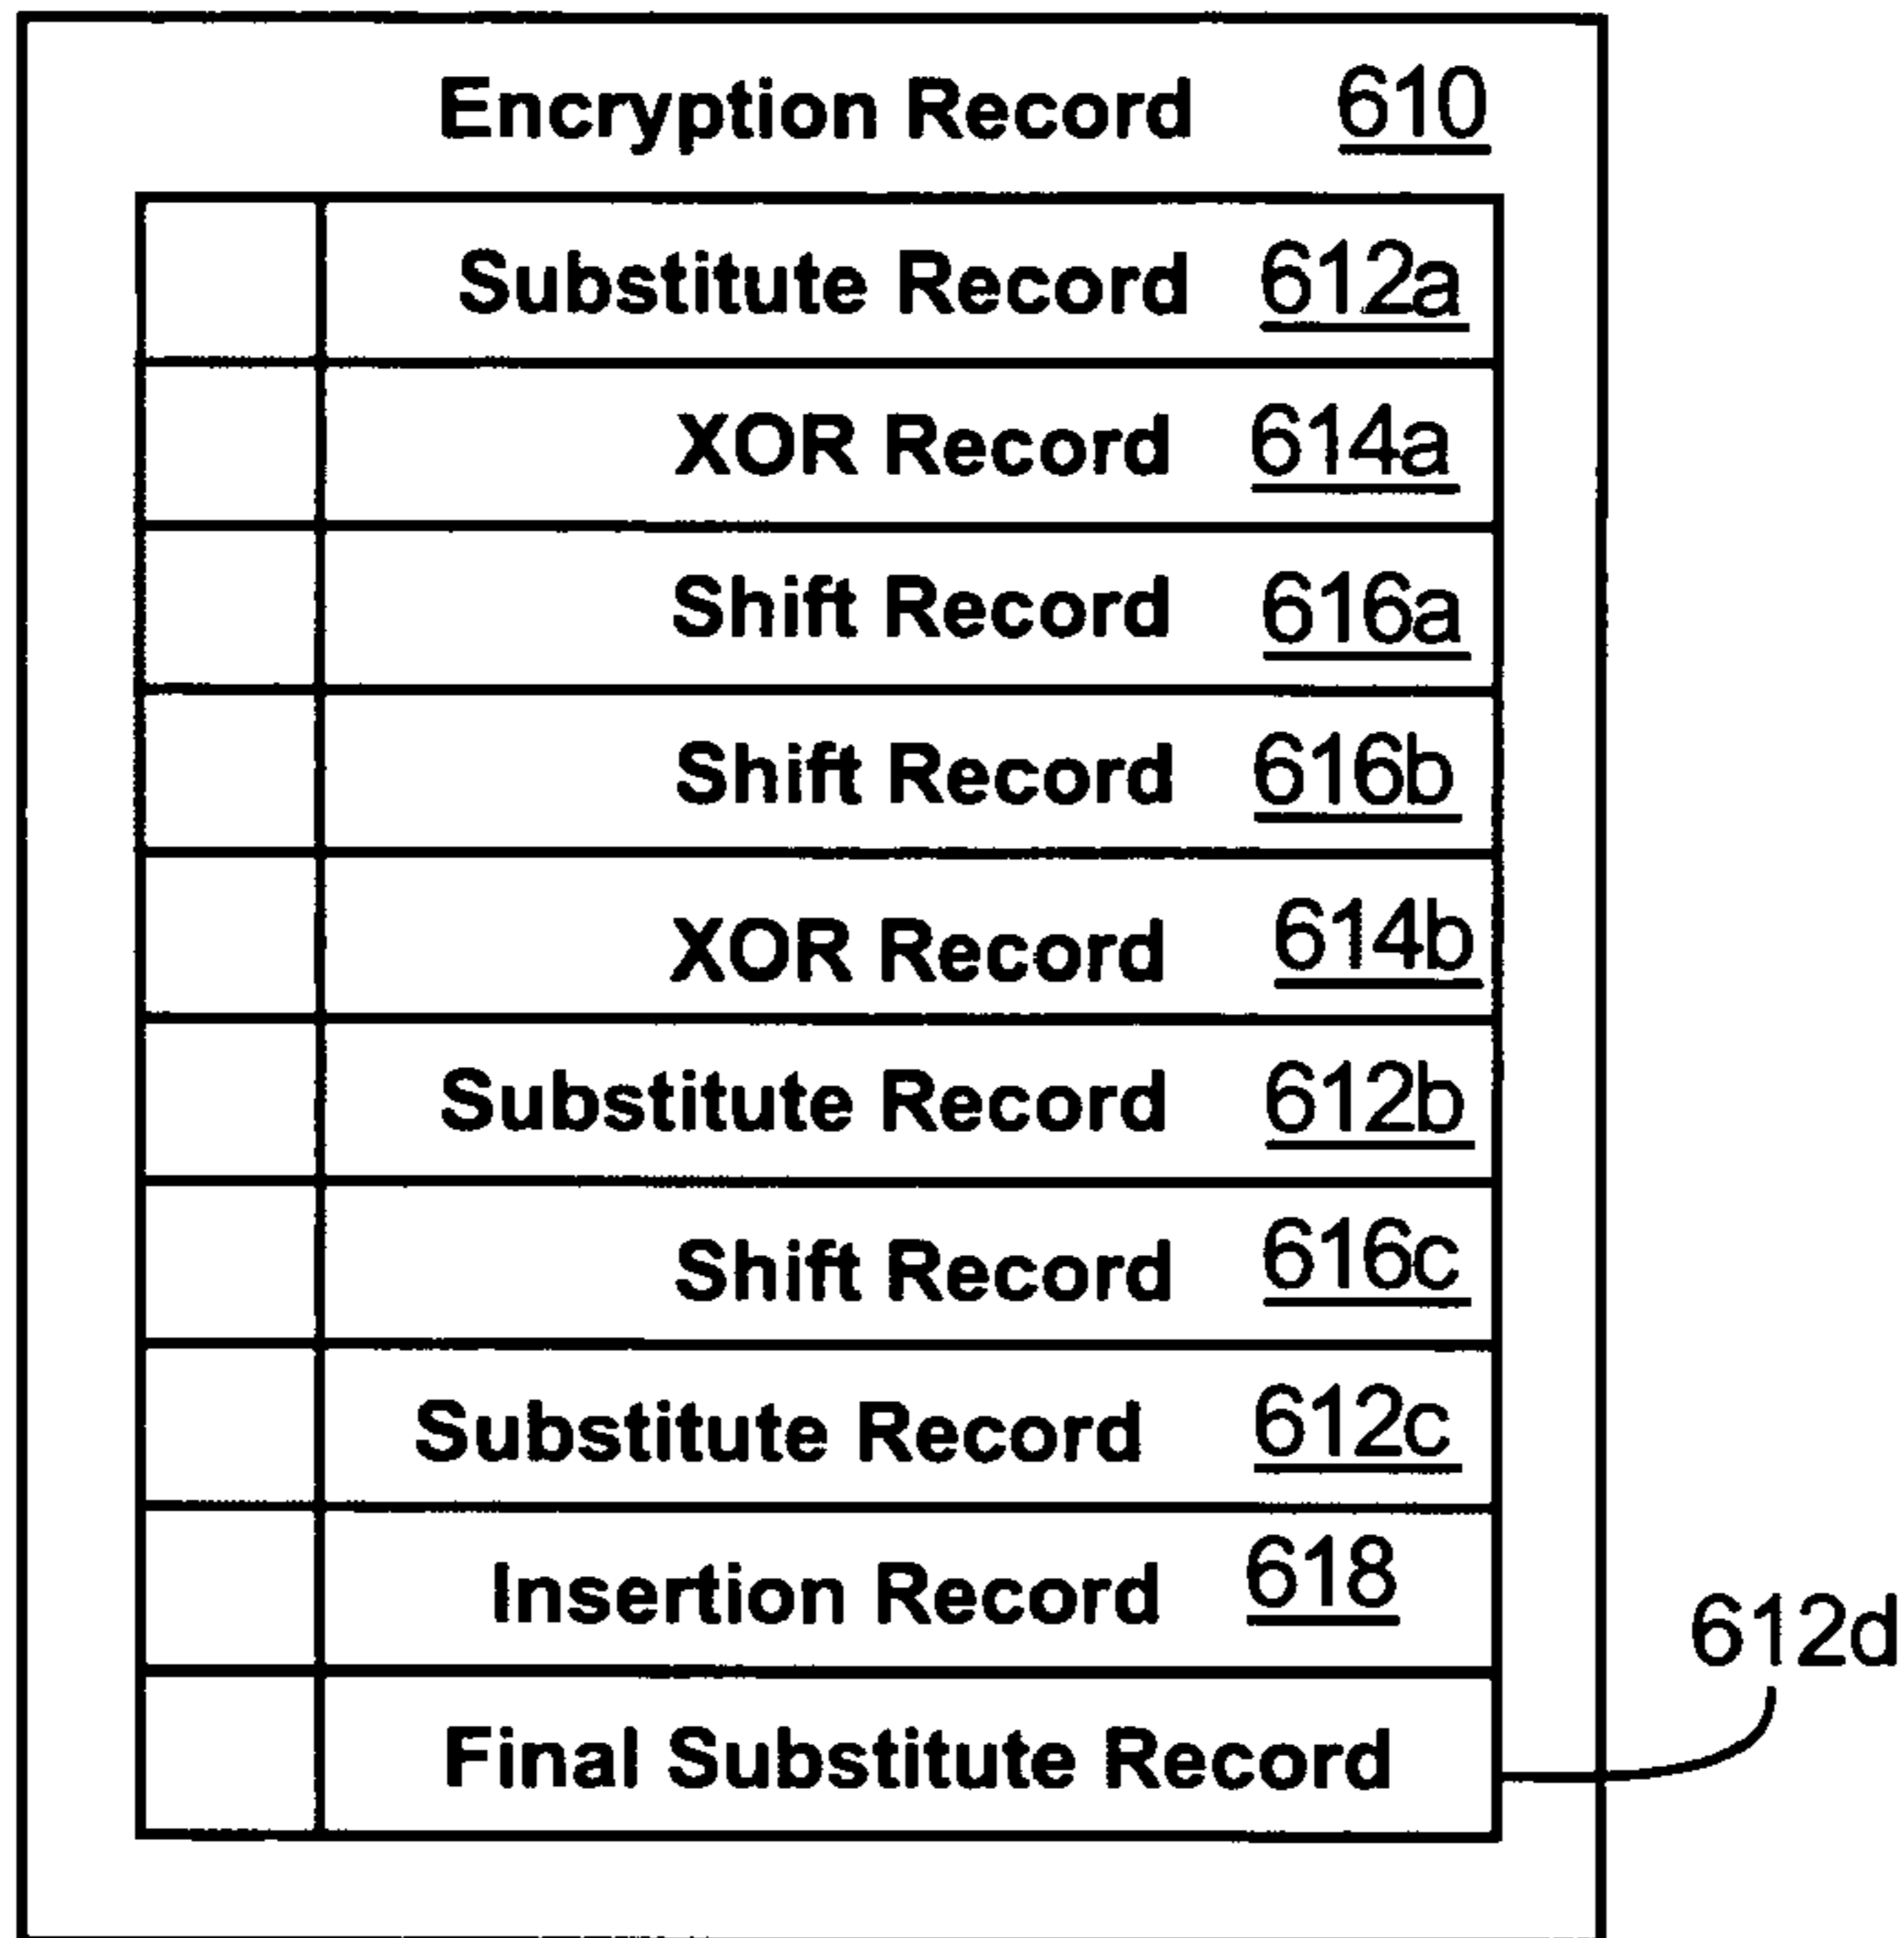 Encryption Record 610
Substitute Record 612a
XOR Record 614a
Shift Record 616a
Shift Record 616b
XOR Record 614b
Substitute Record 612b
Shift Record 616c
Substitute Record 612c
Insertion Record 618
Final Substitute Record
612d